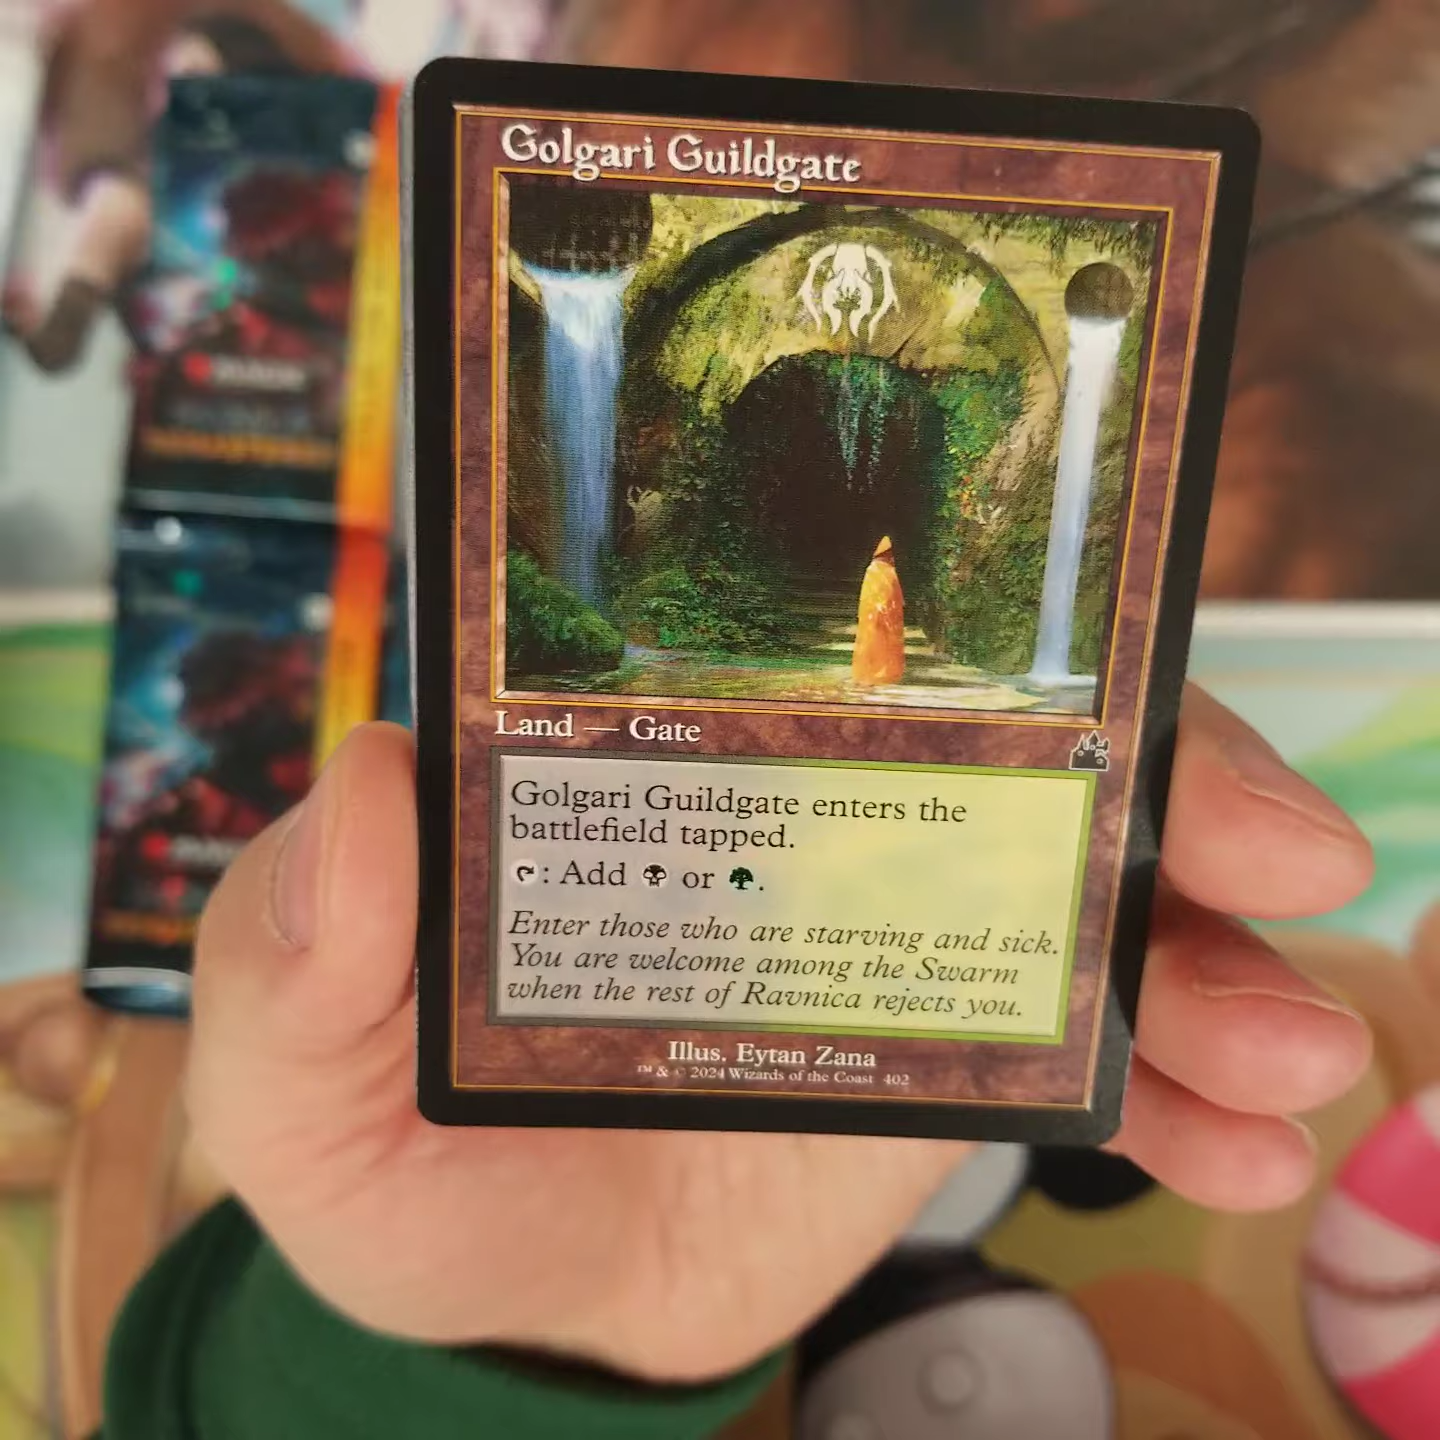 Golgari Guildgate
Land — Gate
Golgari Guildgate enters the
battlefield tapped.
: Add or .
Enter those who are starving and sick.
You are welcome among the Swarm
when the rest of Ravnica rejects you.
Illus. Eytan Zana
™ & © 2024 Wizards of the Coast 402